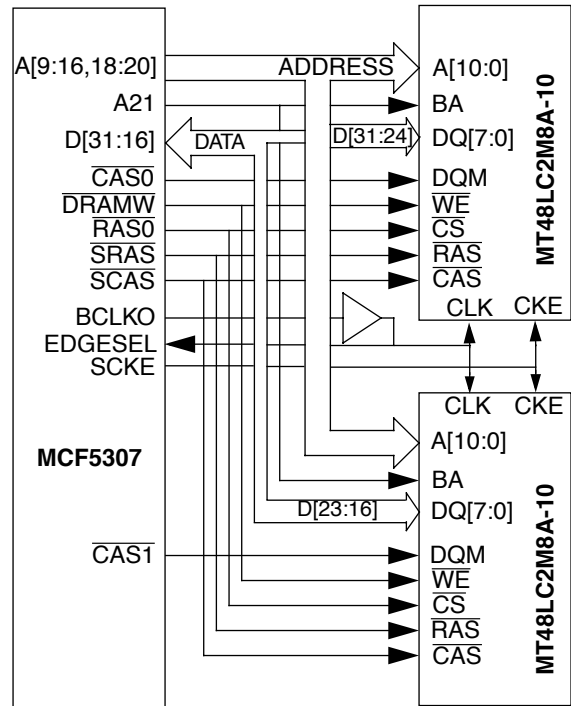 A[9:16,18:20]
A21
D[31:16]
CAS0
DRAMW
RAS0
SRAS
SCAS
BCLKO
EDGESEL
SCKE
MCF5307
CAS1
ADDRESS
DATA
D[31:24]
D[23:16]
A[10:0]
BA
DQ[7:0]
DQM
WE
CS
RAS
CAS
CLK CKE
MT48LC2M8A-10
CLK CKE
A[10:0]
BA
DQ[7:0]
DQM
WE
CS
RAS
CAS
MT48LC2M8A-10